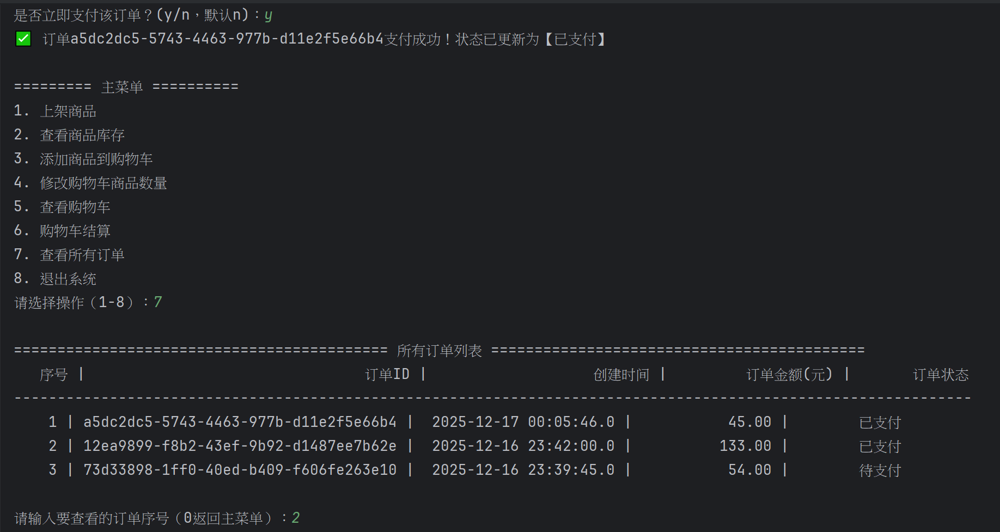 是否立即支付该订单？(y/n，默认n)：y
✅ 订单a5dc2dc5-5743-4463-977b-d11e2f5e66b4支付成功！状态已更新为【已支付】
========= 主菜单 ==========
1. 上架商品
2. 查看商品库存
3. 添加商品到购物车
4. 修改购物车商品数量
5. 查看购物车
6. 购物车结算
7. 查看所有订单
8. 退出系统
请选择操作（1-8）：7
=========================================== 所有订单列表 ===========================================
序号 | 订单ID | 创建时间 | 订单金额(元) | 订单状态
--------------------------------------------------------------------------------------------------------------
1 | a5dc2dc5-5743-4463-977b-d11e2f5e66b4 | 2025-12-17 00:05:46.0 | 45.00 | 已支付
2 | 12ea9899-f8b2-43ef-9b92-d1487ee7b62e | 2025-12-16 23:42:00.0 | 133.00 | 已支付
3 | 73d33898-1ff0-40ed-b409-f606fe263e10 | 2025-12-16 23:39:45.0 | 54.00 | 待支付
请输入要查看的订单序号（0返回主菜单）：2